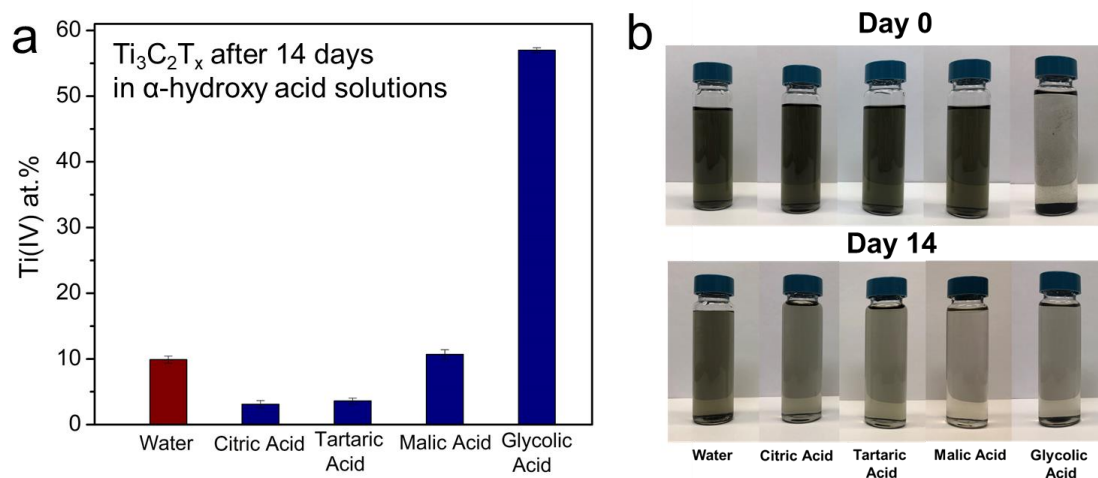 a
Ti₃C₂Tₓ after 14 days
in α-hydroxy acid solutions
Ti(IV) at.%
60
50
40
30
20
10
0
Water
Citric Acid
Tartaric
Acid
Malic Acid
Glycolic
Acid
b
Day 0
Day 14
Water
Citric Acid
Tartaric
Acid
Malic Acid
Glycolic
Acid